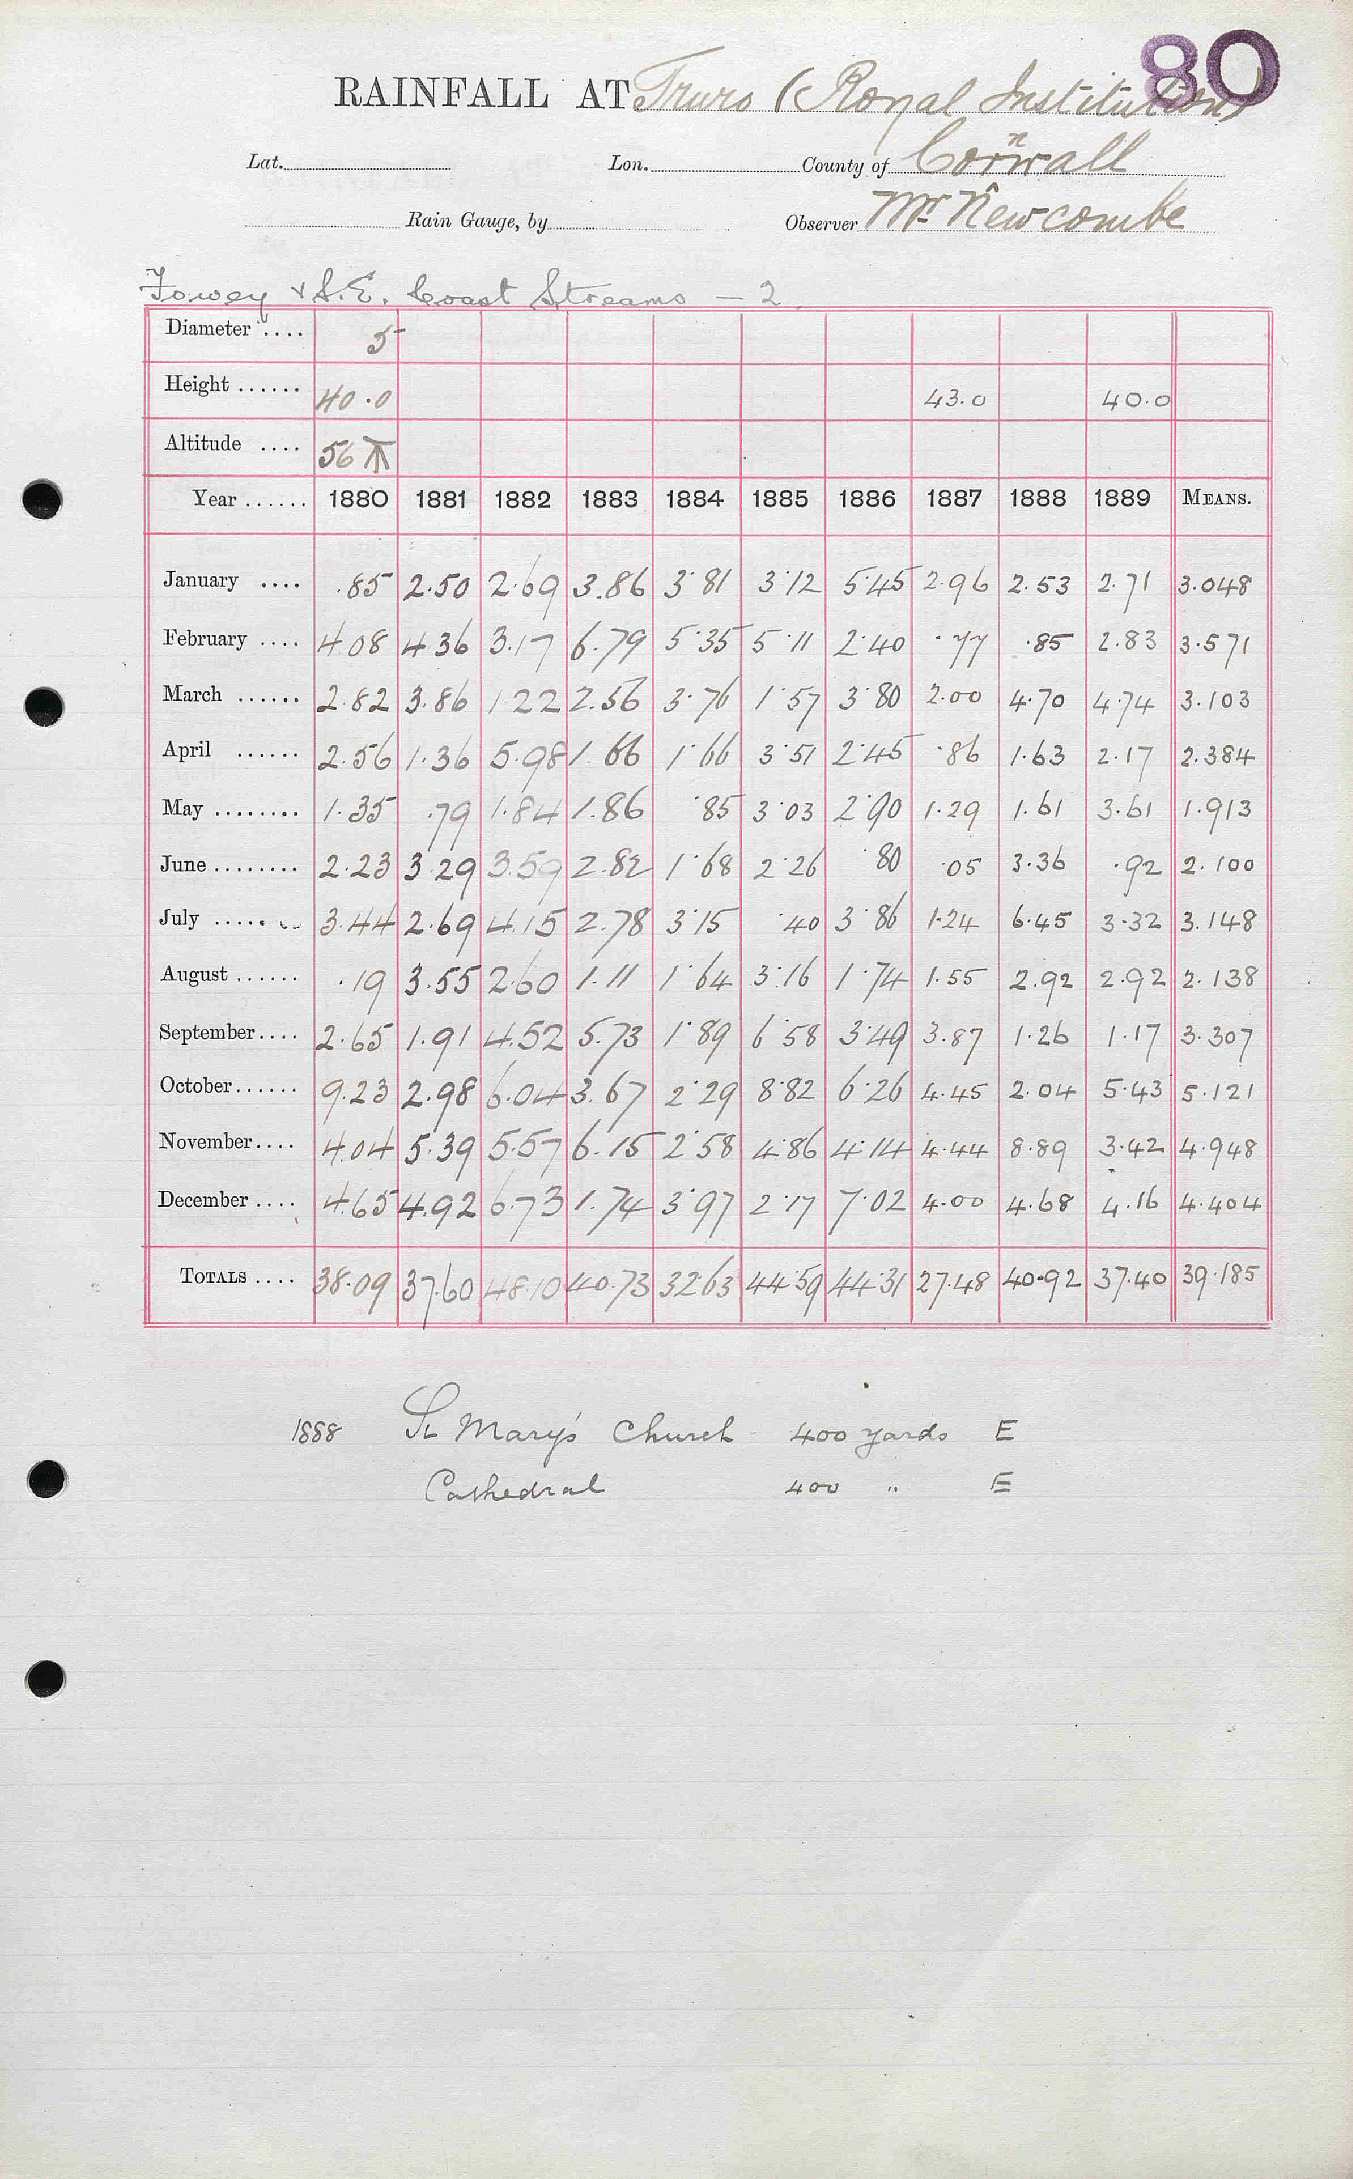 80
RAINFALL AT Truro (Royal Institution)
Lat. Lon. County of Cornwall
Rain Gauge, by Observer Mr Newcombe
Fowey & S.E. Coast Streams - 2
Diameter .... 5
Height ...... 40.0 43.0 40.0
Altitude .... 56
Year ...... 1880 1881 1882 1883 1884 1885 1886 1887 1888 1889 MEANS.
January .... .85 2.50 2.69 3.86 3.81 3.12 5.45 2.96 2.53 2.71 3.048
February .... 4.08 4.36 3.17 6.79 5.35 5.11 2.40 .77 .85 2.83 3.571
March ...... 2.82 3.86 1.22 2.56 3.76 1.57 3.80 2.00 4.70 4.74 3.103
April ...... 2.56 1.36 5.98 1.66 1.66 3.51 2.45 .86 1.63 2.17 2.384
May ........ 1.35 .79 1.84 1.86 .85 3.03 2.90 1.29 1.61 3.61 1.913
June ........ 2.23 3.29 3.59 2.82 1.68 2.26 .80 .05 3.36 .92 2.100
July ........ 3.44 2.69 4.15 2.78 3.15 .40 3.86 1.24 6.45 3.32 3.148
August ...... .19 3.55 2.60 1.11 1.64 3.16 1.74 1.55 2.92 2.92 2.138
September .... 2.65 1.91 4.52 5.73 1.89 6.58 3.49 3.87 1.26 1.17 3.307
October ...... 9.23 2.98 6.04 3.67 2.29 8.82 6.26 4.45 2.04 5.43 5.121
November .... 4.04 5.39 5.57 6.15 2.58 4.86 4.14 4.44 8.89 3.42 4.948
December .... 4.65 4.92 6.73 1.74 3.97 2.17 7.02 4.00 4.68 4.16 4.404
TOTALS .... 38.09 37.60 48.10 40.73 32.63 44.59 44.31 27.48 40.92 37.40 39.185
1888 St Mary's Church 400 yards E
Cathedral 400 " E